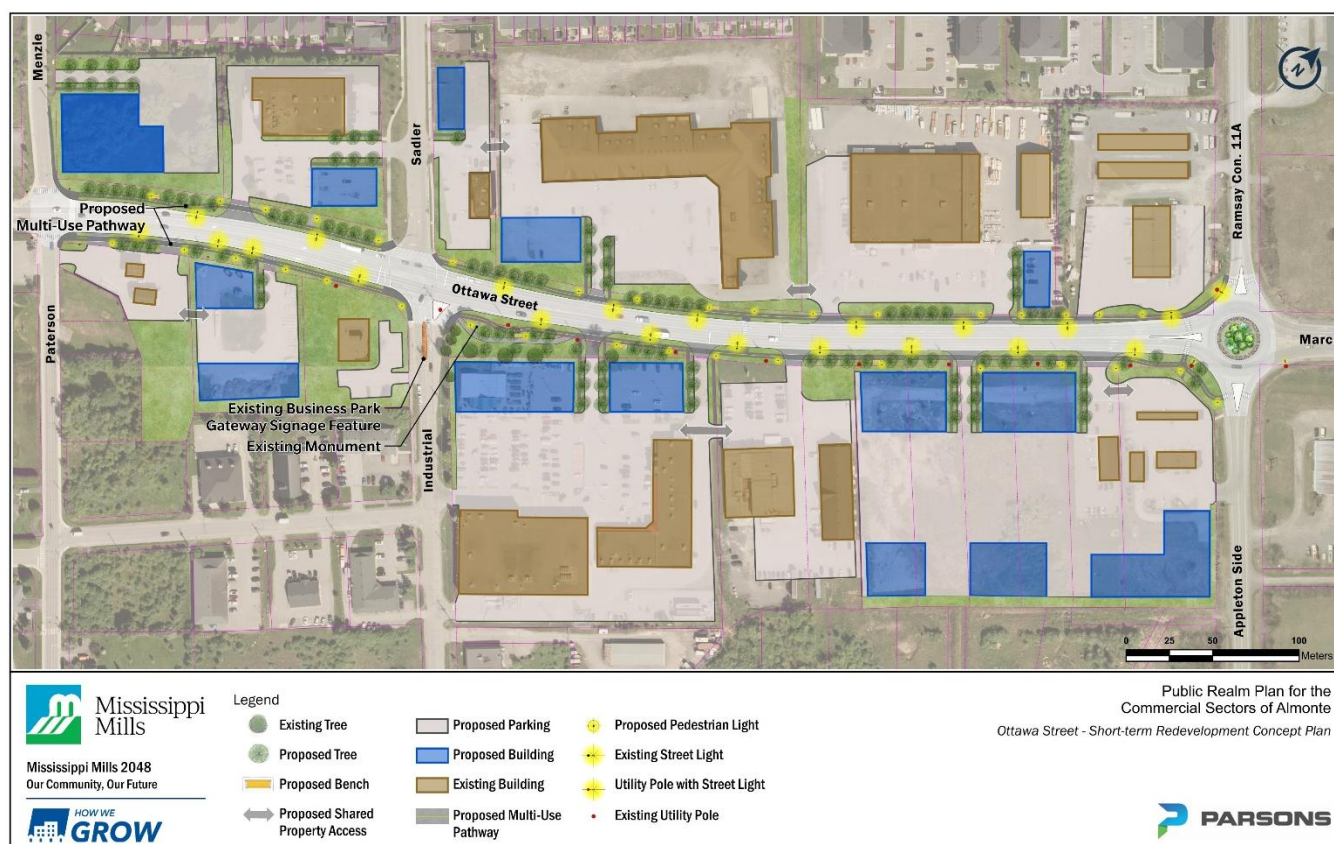 Menzie
Sadler
Ramsay Con. 11A
N
Proposed
Multi-Use Pathway
Ottawa Street
Marc
Paterson
Existing Business Park
Gateway Signage Feature
Existing Monument
Industrial
Appleton Side
0 25 50 100
Meters
Mississippi
Mills
Mississippi Mills 2048
Our Community, Our Future
HOW WE
GROW
Legend
Existing Tree
Proposed Tree
Proposed Bench
Proposed Shared
Property Access
Proposed Parking
Proposed Building
Existing Building
Proposed Multi-Use
Pathway
Proposed Pedestrian Light
Existing Street Light
Utility Pole with Street Light
Existing Utility Pole
Public Realm Plan for the
Commercial Sectors of Almonte
Ottawa Street - Short-term Redevelopment Concept Plan
PARSONS